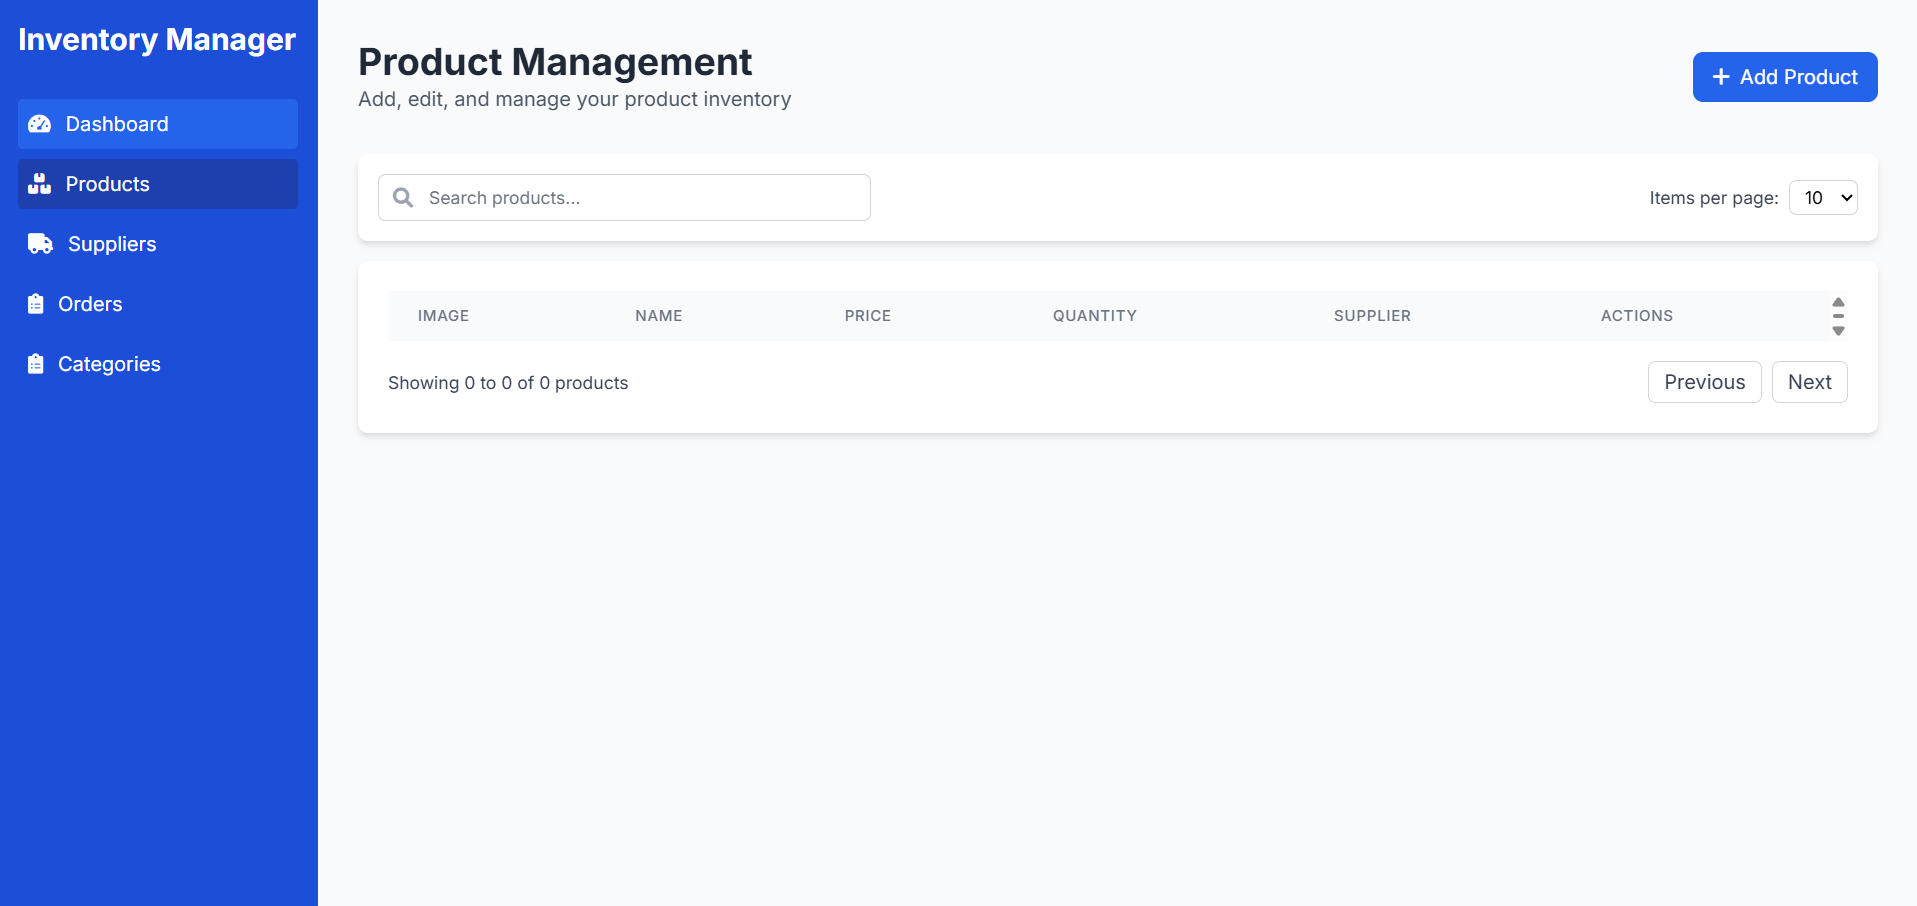 Inventory Manager
Dashboard
Products
Suppliers
Orders
Categories
Product Management
Add, edit, and manage your product inventory
Add Product
Search products...
Items per page: 10
IMAGE NAME PRICE QUANTITY SUPPLIER ACTIONS
Showing 0 to 0 of 0 products
Previous Next